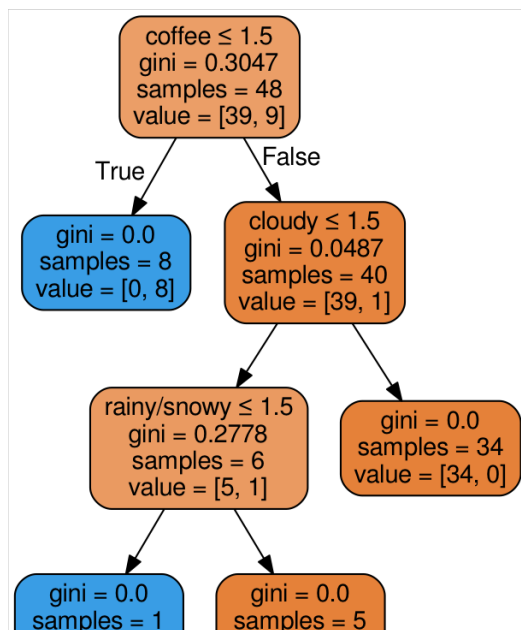 coffee ≤ 1.5
gini = 0.3047
samples = 48
value = [39, 9]
True
False
gini = 0.0
samples = 8
value = [0, 8]
cloudy ≤ 1.5
gini = 0.0487
samples = 40
value = [39, 1]
rainy/snowy ≤ 1.5
gini = 0.2778
samples = 6
value = [5, 1]
gini = 0.0
samples = 34
value = [34, 0]
gini = 0.0
samples = 1
gini = 0.0
samples = 5